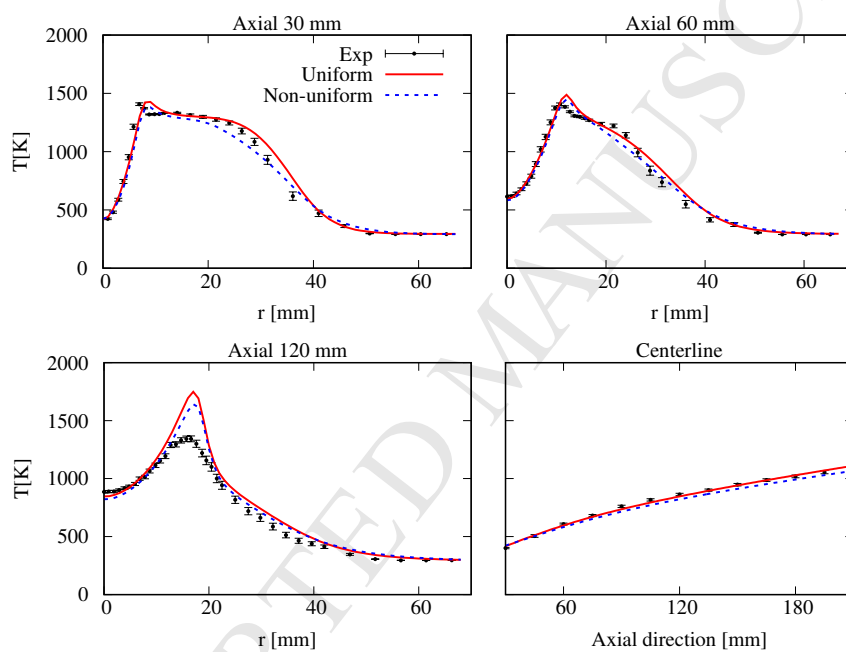 Axial 30 mm
Axial 60 mm
2000
1500
1000
500
0
T[K]
Exp
Uniform
Non-uniform
0 20 40 60
r [mm]
0 20 40 60
r [mm]
Axial 120 mm
Centerline
2000
1500
1000
500
0
T[K]
0 20 40 60
r [mm]
60 120 180
Axial direction [mm]
RTED MANUSC